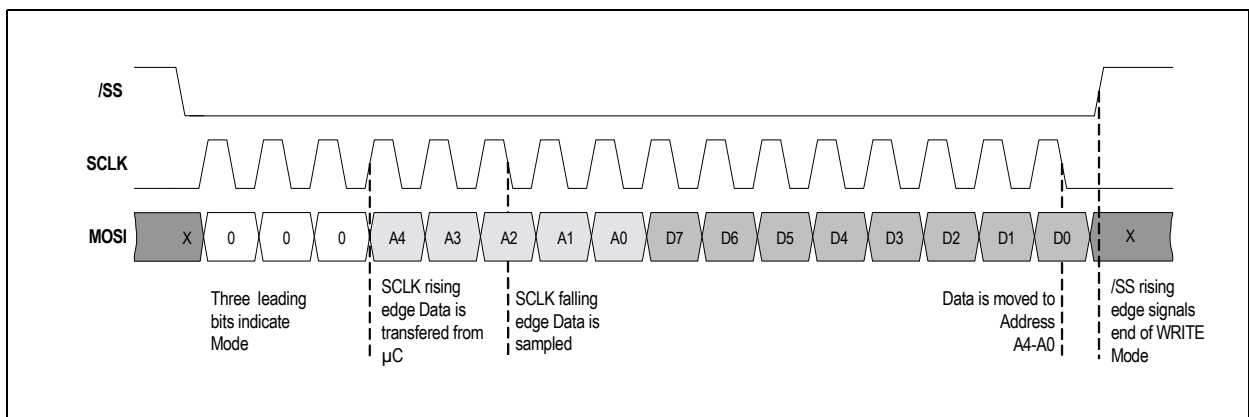 /SS
SCLK
MOSI
X 0 0 0 A4 A3 A2 A1 A0 D7 D6 D5 D4 D3 D2 D1 D0 X
Three leading
bits indicate
Mode
SCLK rising
edge Data is
transfered from
µC
SCLK falling
edge Data is
sampled
Data is moved to
Address
A4-A0
/SS rising
edge signals
end of WRITE
Mode